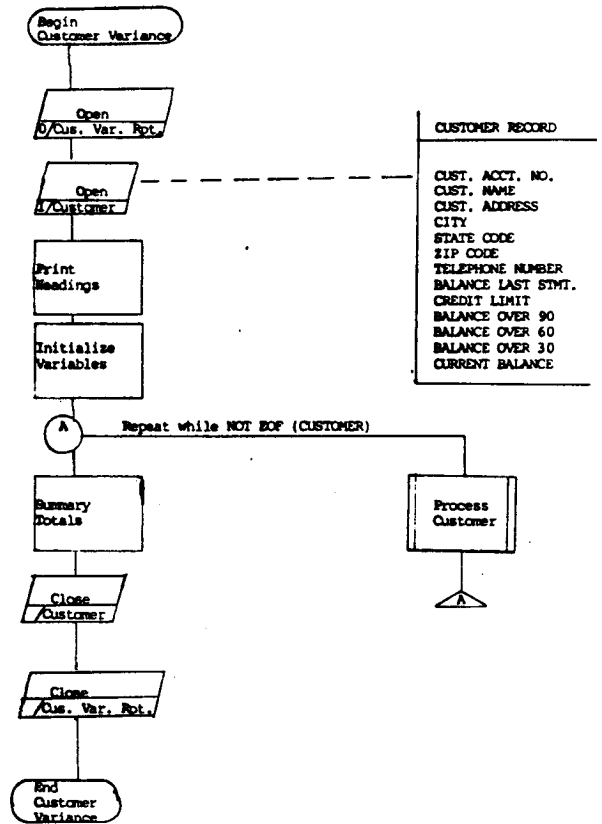 Begin
Customer Variance
Open
O/Cus. Var. Rpt.
Open
I/Customer
CUSTOMER RECORD
CUST. ACCT. NO.
CUST. NAME
CUST. ADDRESS
CITY
STATE CODE
ZIP CODE
TELEPHONE NUMBER
BALANCE LAST STMT.
CREDIT LIMIT
BALANCE OVER 90
BALANCE OVER 60
BALANCE OVER 30
CURRENT BALANCE
Print
Headings
Initialize
Variables
A
Repeat while NOT EOF (CUSTOMER)
Summary
Totals
Process
Customer
A
Close
/Customer
Close
/Cus. Var. Rpt.
End
Customer
Variance